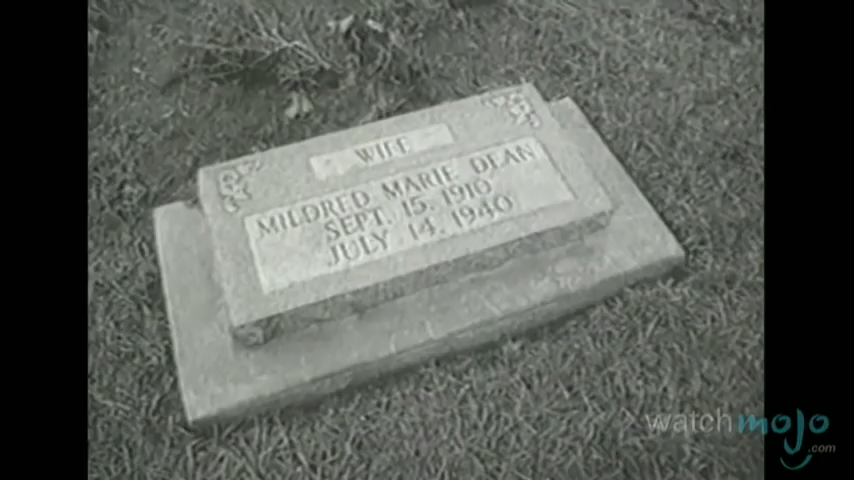 WIFE
MILDRED MARIE DEAN
SEPT. 15, 1910
JULY 14, 1940
watchmojo
.com